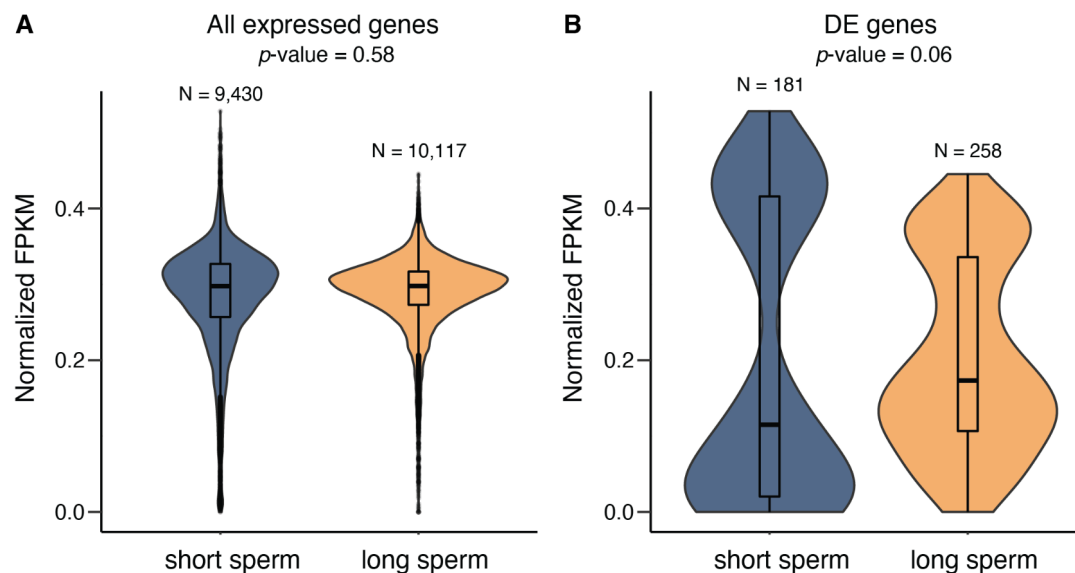 A
All expressed genes
p-value = 0.58
N = 9,430
N = 10,117
Normalized FPKM
0.4
0.2
0.0
short sperm
long sperm
B
DE genes
p-value = 0.06
N = 181
N = 258
Normalized FPKM
0.4
0.2
0.0
short sperm
long sperm